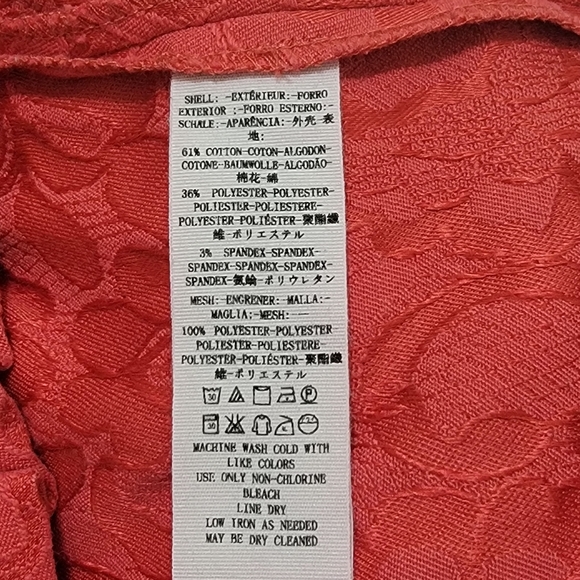 SHELL: -EXTÉRIEUR:-FORRO
EXTERIOR :-FORRO ESTERNO:-
SCHALE:-APARÊNCIA:-外壳 表
地:
61% COTTON-COTON-ALGODON-
COTONE-BAUMWOLLE-ALGODÃO-
棉花-綿
36% POLYESTER-POLYESTER-
POLIESTER-POLIESTERE-
POLYESTER-POLIÉSTER-聚酯纖
維-ポリエステル
3% SPANDEX-SPANDEX-
SPANDEX-SPANDEX-SPANDEX-
SPANDEX-氨綸-ポリウレタン
MESH:-ENGRENER:-MALLA:-
MAGLIA:-MESH:-—
100% POLYESTER-POLYESTER-
POLIESTER-POLIESTERE-
POLYESTER-POLIÉSTER-聚酯纖
維-ポリエステル
30
30
MACHINE WASH COLD WITH
LIKE COLORS
USE ONLY NON-CHLORINE
BLEACH
LINE DRY
LOW IRON AS NEEDED
MAY BE DRY CLEANED